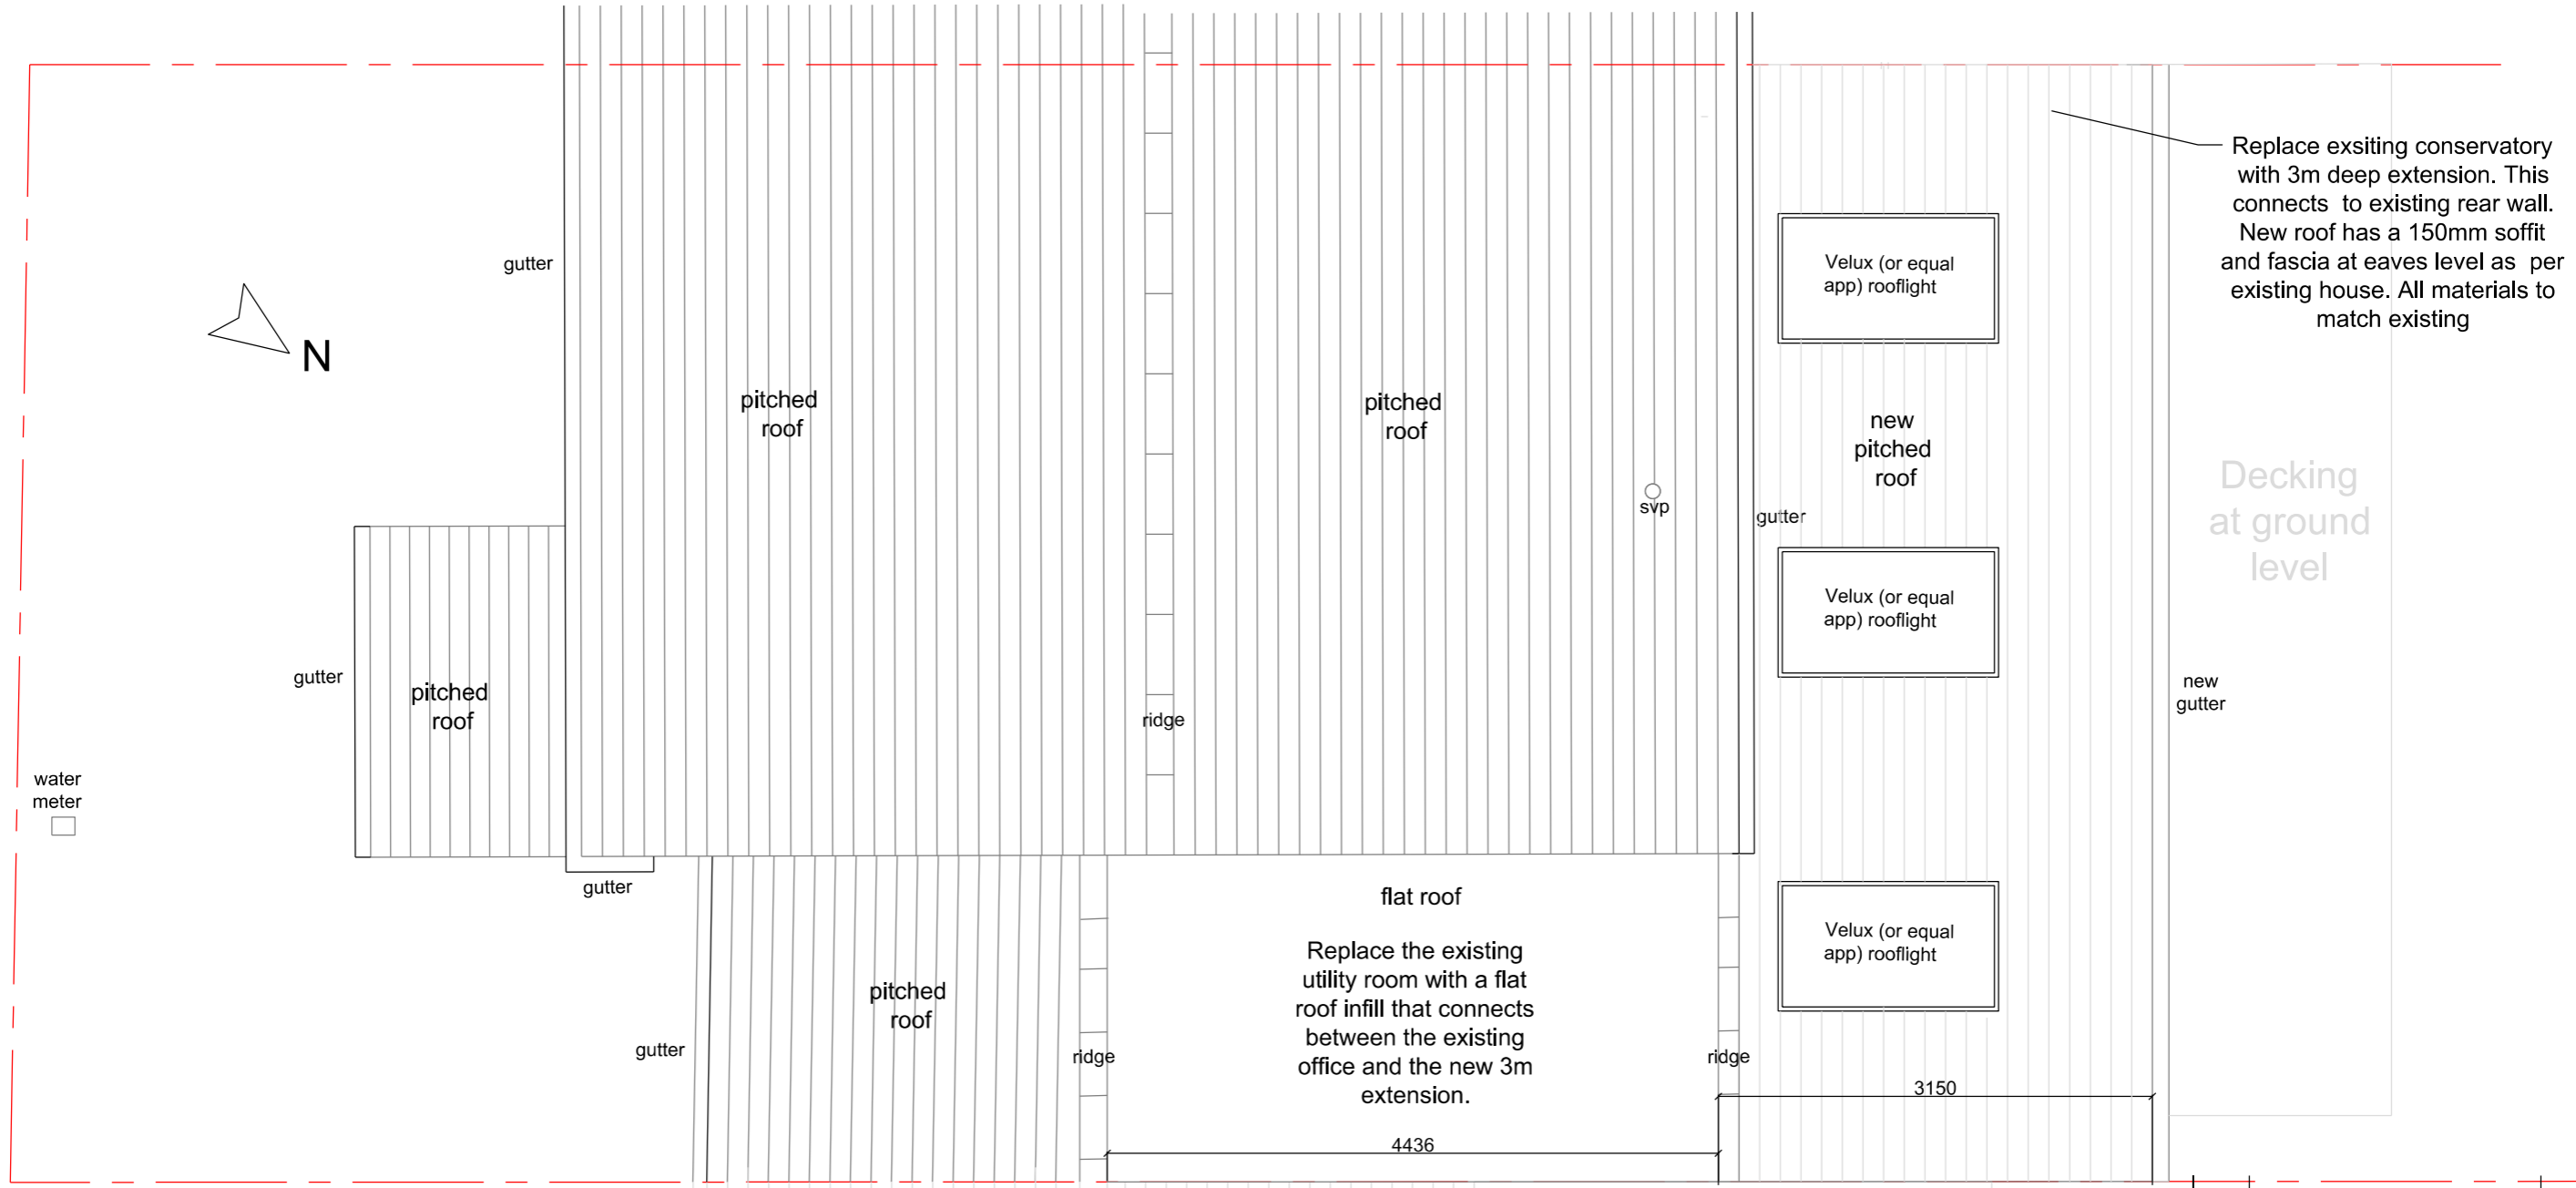 Replace exsiting conservatory
with 3m deep extension. This
connects to existing rear wall.
New roof has a 150mm soffit
and fascia at eaves level as per
existing house. All materials to
match existing
gutter
N
Velux (or equal
app) rooflight
pitched
roof
pitched
roof
new
pitched
roof
Decking
at ground
level
svp
gutter
Velux (or equal
app) rooflight
gutter
pitched
roof
ridge
new
gutter
water
meter
gutter
flat roof
Replace the existing
utility room with a flat
roof infill that connects
between the existing
office and the new 3m
extension.
Velux (or equal
app) rooflight
pitched
roof
gutter
ridge
ridge
3150
4436